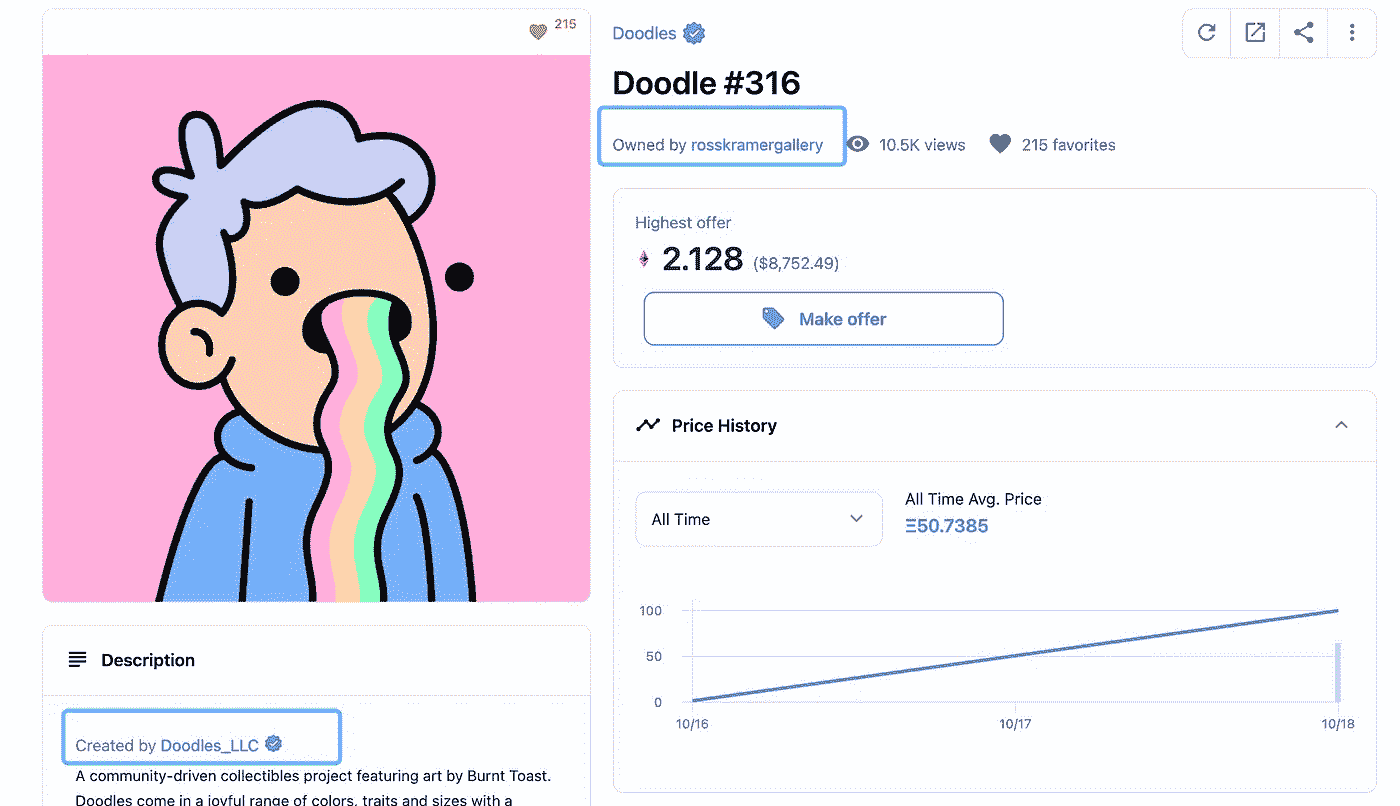 215
Doodles
Doodle #316
Owned by rosskramergallery
10.5K views
215 favorites
Highest offer
2.128 ($8,752.49)
Make offer
Price History
All Time
All Time Avg. Price
Ξ50.7385
100
50
0
10/16 10/17 10/18
Description
Created by Doodles_LLC
A community-driven collectibles project featuring art by Burnt Toast.
Doodles come in a joyful range of colors, traits and sizes with a